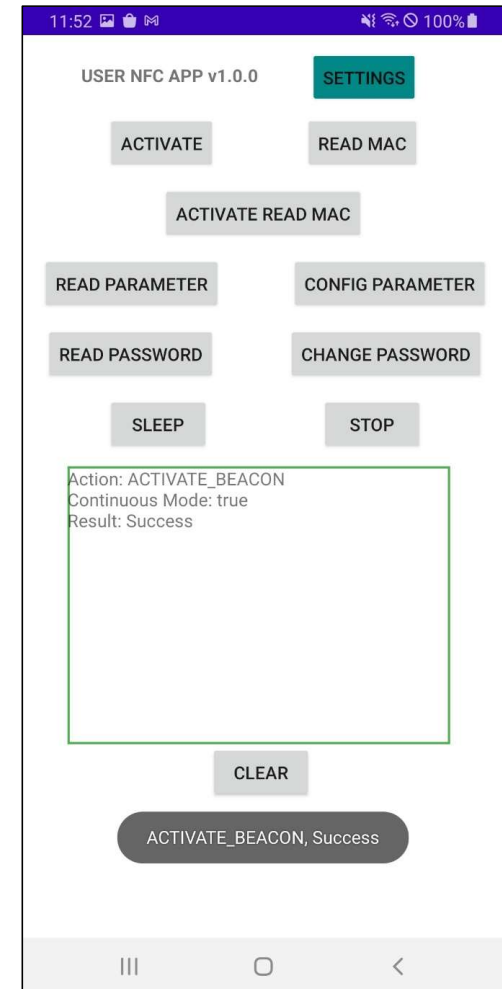 11:52 100%
USER NFC APP v1.0.0 SETTINGS
ACTIVATE READ MAC
ACTIVATE READ MAC
READ PARAMETER CONFIG PARAMETER
READ PASSWORD CHANGE PASSWORD
SLEEP STOP
Action: ACTIVATE_BEACON
Continuous Mode: true
Result: Success
CLEAR
ACTIVATE_BEACON, Success